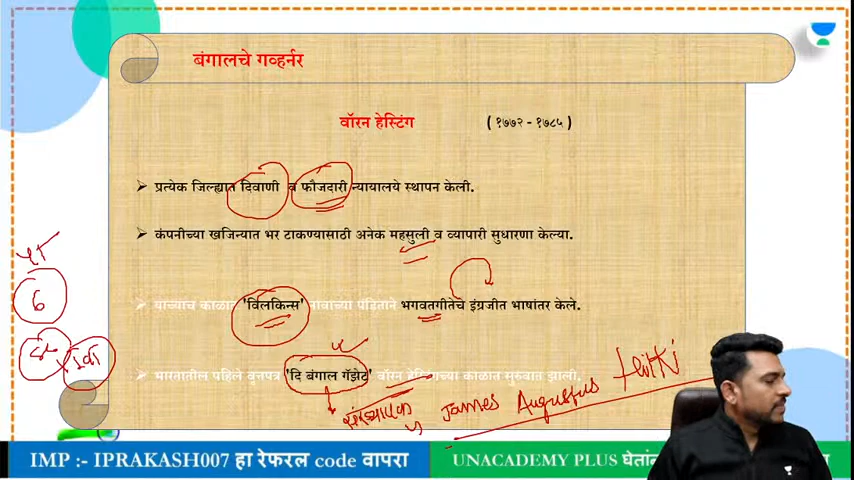 बंगालचे गव्हर्नर
वॉरन हेस्टिंग ( १७७२ - १७८५ )
प्रत्येक जिल्ह्यात दिवाणी व फौजदारी न्यायालये स्थापन केली.
कंपनीच्या खजिन्यात भर टाकण्यासाठी अनेक महसुली व व्यापारी सुधारणा केल्या.
याच्याच काळात 'विलकिन्स' नावाच्या पंडिताने भगवतगीतेचे इंग्रजीत भाषांतर केले.
भारतातील पहिले वृत्तपत्र 'दि बंगाल गॅझेट' वॉरन हेस्टिंगच्या काळात सुरुवात झाली.
संस्थापक James Augustus
IMP :- IPRAKASH007 हा रेफरल code वापरा
UNACADEMY PLUS घेतांना